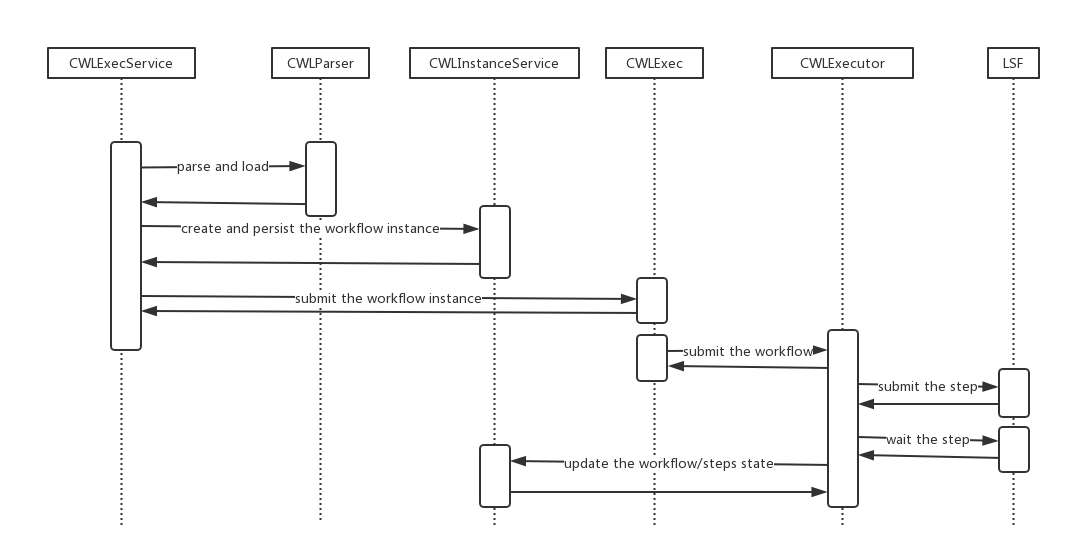 CWLExecService
CWLParser
CWLInstanceService
CWLExec
CWLExecutor
LSF
parse and load
create and persist the workflow instance
submit the workflow instance
submit the workflow
submit the step
wait the step
update the workflow/steps state